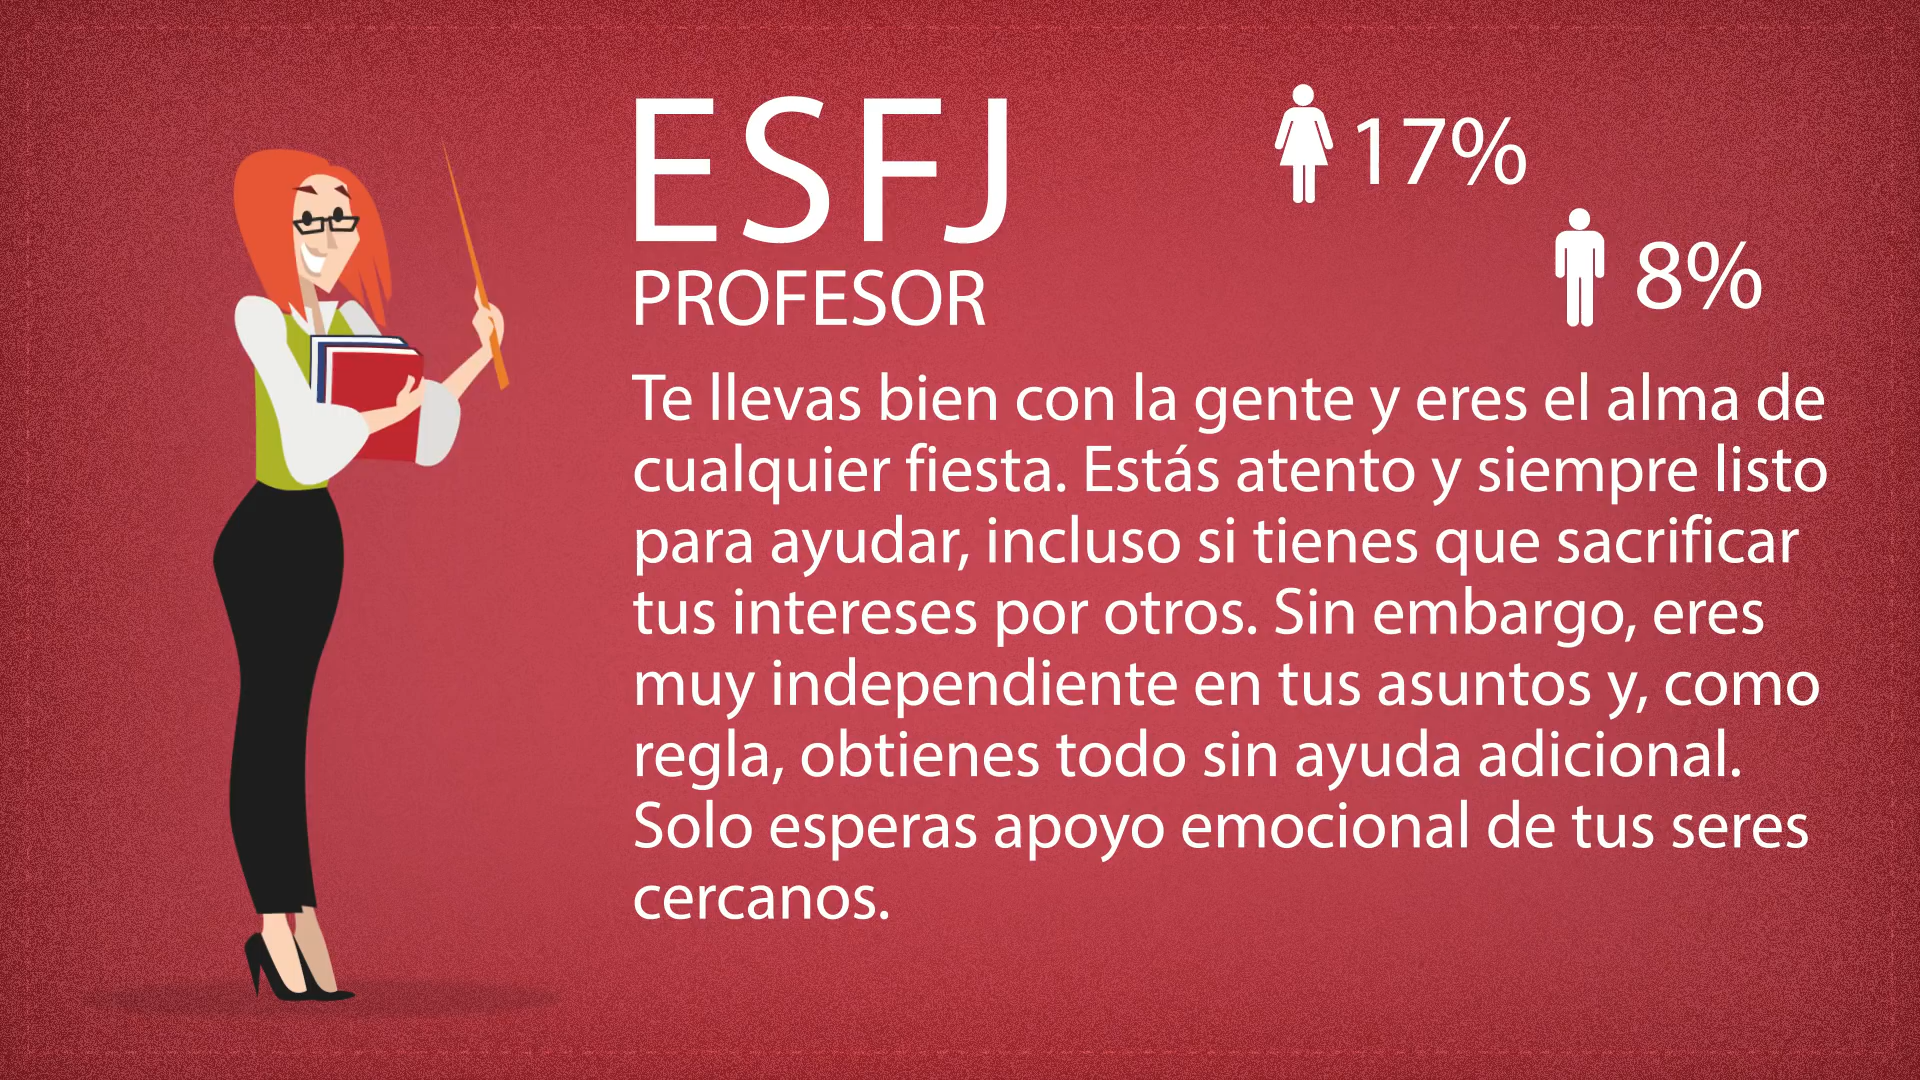 ESFJ
PROFESOR
17%
8%
Te llevas bien con la gente y eres el alma de
cualquier fiesta. Estás atento y siempre listo
para ayudar, incluso si tienes que sacrificar
tus intereses por otros. Sin embargo, eres
muy independiente en tus asuntos y, como
regla, obtienes todo sin ayuda adicional.
Solo esperas apoyo emocional de tus seres
cercanos.